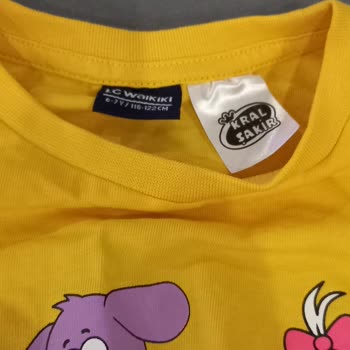 LC WAIKIKI
6-7Y / 116-122CM
KRAL
ŞAKİR